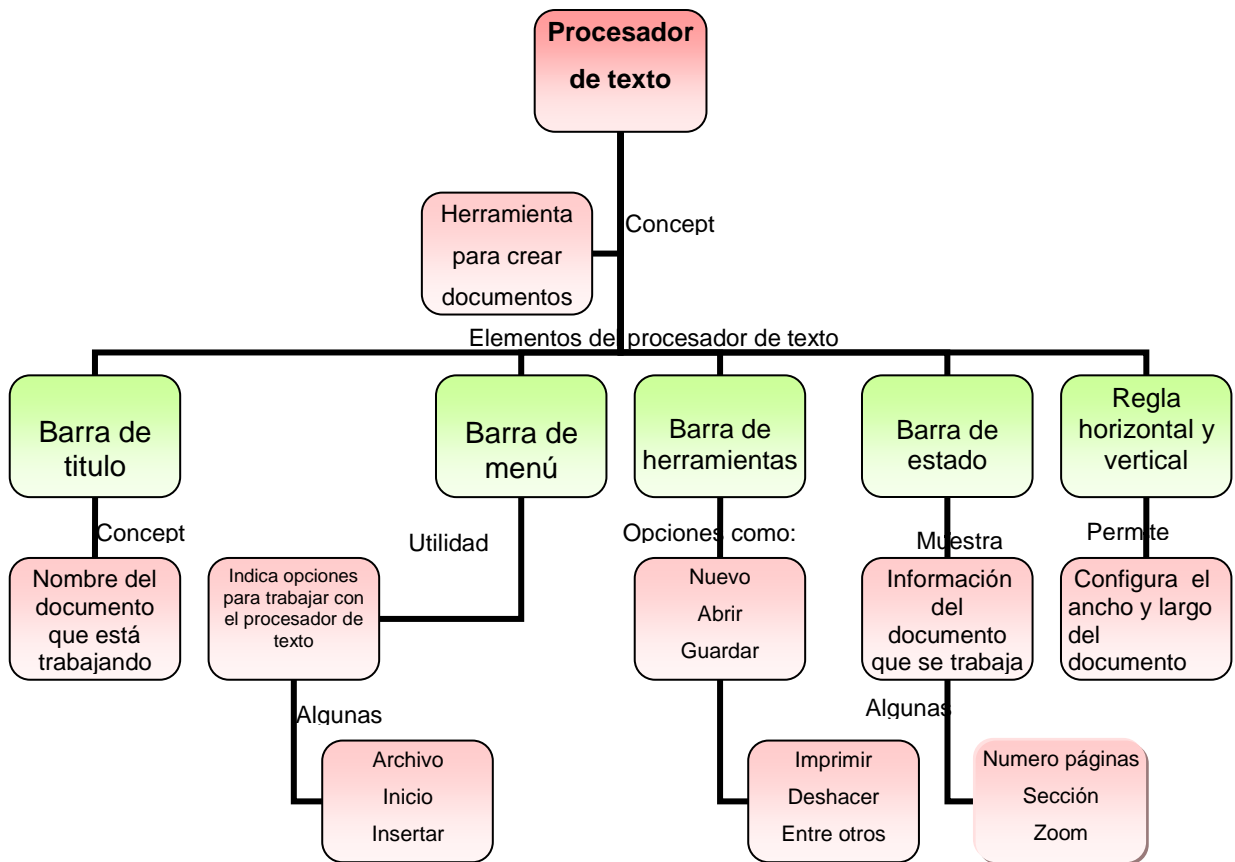 Procesador
de texto
Herramienta
para crear
documentos
Concept
Elementos del procesador de texto
Barra de
titulo
Barra de
menú
Barra de
herramientas
Barra de
estado
Regla
horizontal y
vertical
Concept
Utilidad
Opciones como:
Muestra
Permite
Nombre del
documento
que está
trabajando
Indica opciones
para trabajar con
el procesador de
texto
Nuevo
Abrir
Guardar
Información
del
documento
que se trabaja
Configura el
ancho y largo
del
documento
Algunas
Algunas
Archivo
Inicio
Insertar
Imprimir
Deshacer
Entre otros
Numero páginas
Sección
Zoom